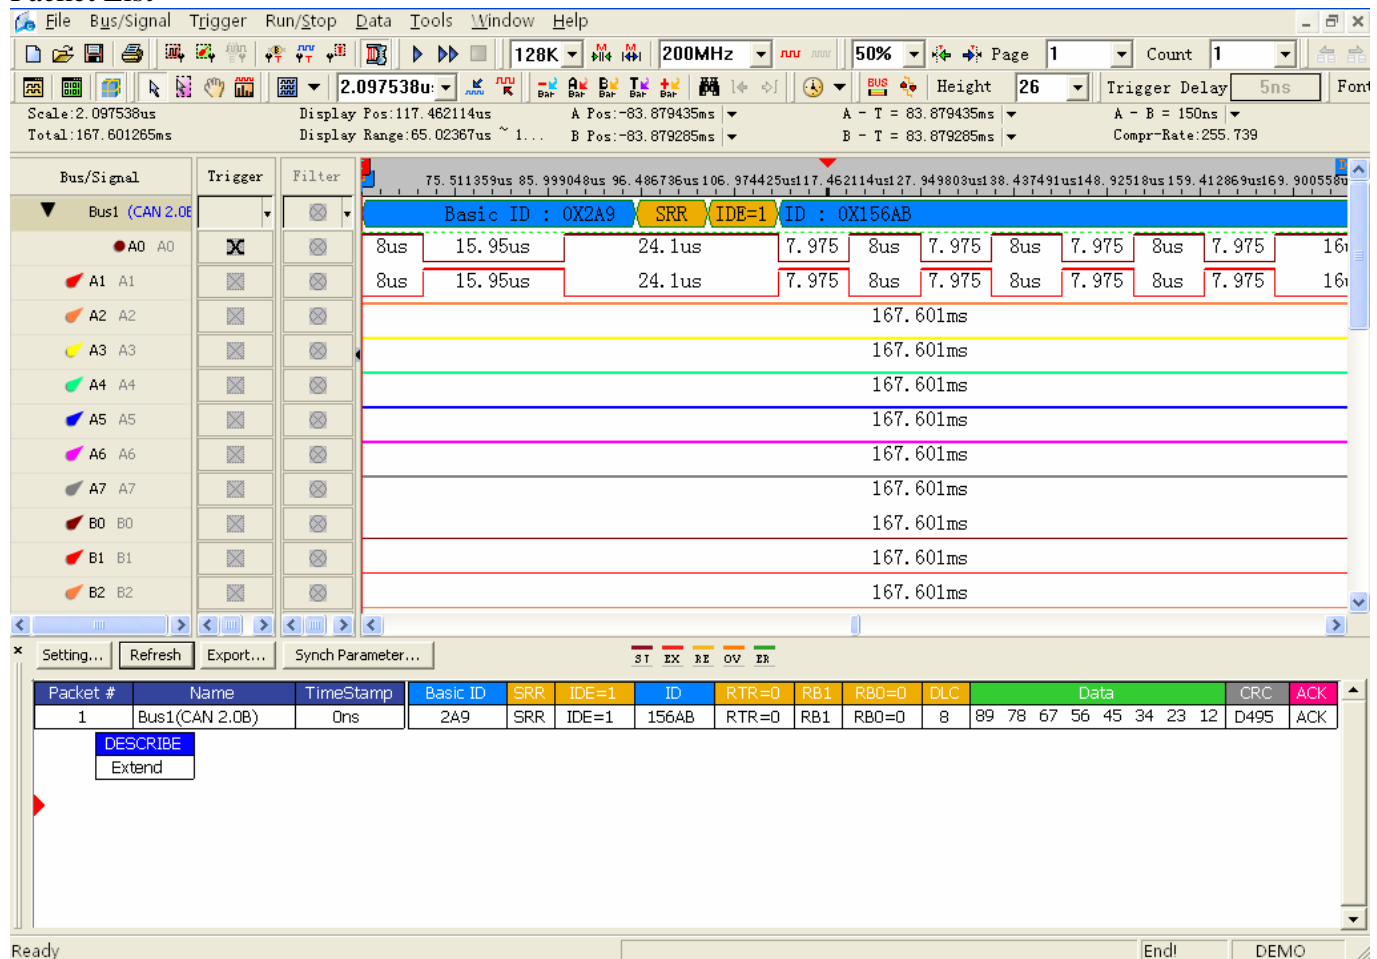 File Bus/Signal Trigger Run/Stop Data Tools Window Help
128K 200MHz 50% Page 1 Count 1
2.097538u: Bar Bar Bar Bar Bar BUS Height 26 Trigger Delay 5ns Font
Scale:2.097538us Display Pos:117.462114us A Pos:-83.879435ms A - T = 83.879435ms A - B = 150ns
Total:167.601265ms Display Range:65.02367us ~ 1... B Pos:-83.879285ms B - T = 83.879285ms Compr-Rate:255.739
Bus/Signal Trigger Filter 75.511359us 85.999048us 96.486736us 106.974425us 117.462114us 127.949803us 138.437491us 148.92518us 159.412869us 169.900558u
Bus1 (CAN 2.0B Basic ID : 0X2A9 SRR IDE=1 ID : 0X156AB
A0 A0 8us 15.95us 24.1us 7.975 8us 7.975 8us 7.975 8us 7.975 16u
A1 A1 8us 15.95us 24.1us 7.975 8us 7.975 8us 7.975 8us 7.975 16u
A2 A2 167.601ms
A3 A3 167.601ms
A4 A4 167.601ms
A5 A5 167.601ms
A6 A6 167.601ms
A7 A7 167.601ms
B0 B0 167.601ms
B1 B1 167.601ms
B2 B2 167.601ms
Setting... Refresh Export... Synch Parameter... ST EX RE OV ER
Packet # Name TimeStamp Basic ID SRR IDE=1 ID RTR=0 RB1 RB0=0 DLC Data CRC ACK
1 Bus1(CAN 2.0B) 0ns 2A9 SRR IDE=1 156AB RTR=0 RB1 RB0=0 8 89 78 67 56 45 34 23 12 D495 ACK
DESCRIBE
Extend
Ready End! DEMO